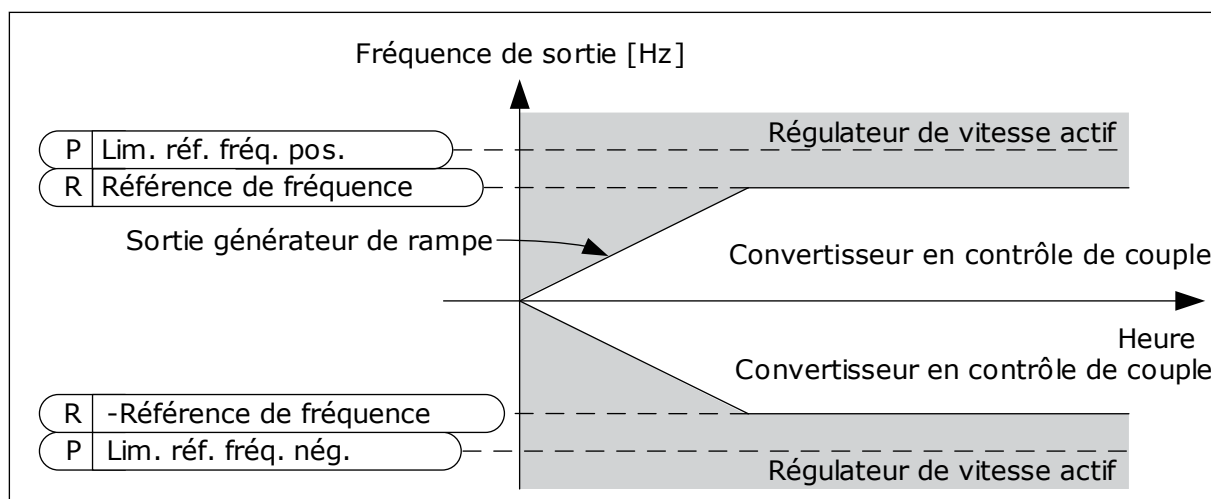 Fréquence de sortie [Hz]
Régulateur de vitesse actif
P Lim. réf. fréq. pos.
R Référence de fréquence
Sortie générateur de rampe
Convertisseur en contrôle de couple
Heure
Convertisseur en contrôle de couple
R -Référence de fréquence
P Lim. réf. fréq. nég.
Régulateur de vitesse actif